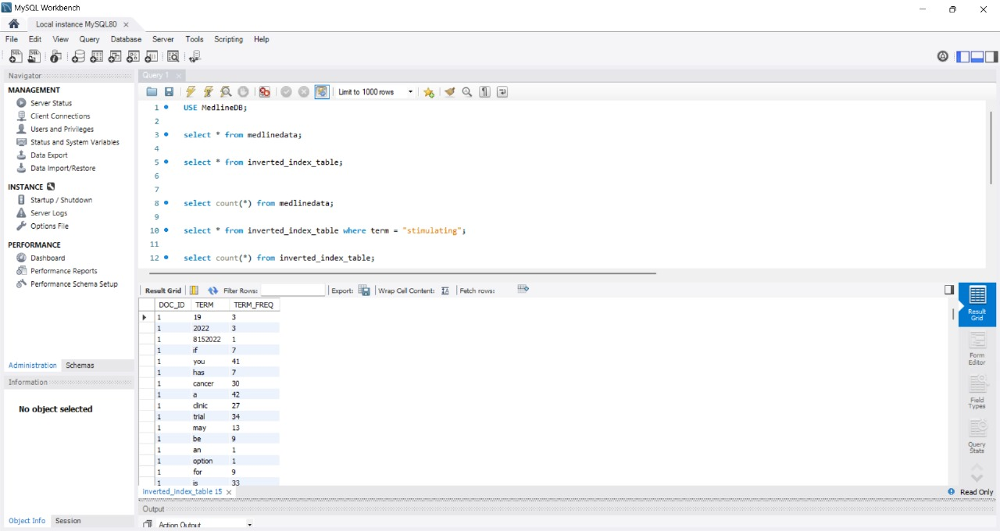 MySQL Workbench
Local instance MySQL80
File Edit View Query Database Server Tools Scripting Help
Navigator
MANAGEMENT
Server Status
Client Connections
Users and Privileges
Status and System Variables
Data Export
Data Import/Restore
INSTANCE
Startup / Shutdown
Server Logs
Options File
PERFORMANCE
Dashboard
Performance Reports
Performance Schema Setup
Administration Schemas
Information
No object selected
Object Info Session
Query 1
Limit to 1000 rows
1 USE MedlineDB;
2
3 select * from medlinedata;
4
5 select * from inverted_index_table;
6
7
8 select count(*) from medlinedata;
9
10 select * from inverted_index_table where term = "stimulating";
11
12 select count(*) from inverted_index_table;
Result Grid Filter Rows: Export: Wrap Cell Content: Fetch rows:
DOC_ID TERM TERM_FREQ
1 19 3
1 2022 3
1 8152022 1
1 if 7
1 you 41
1 has 7
1 cancer 30
1 a 42
1 clinic 27
1 trial 34
1 may 13
1 be 9
1 an 1
1 option 1
1 for 9
1 is 33
Result
Grid
Form
Editor
Field
Types
Query
Stats
inverted_index_table 15
Read Only
Output
Action Output